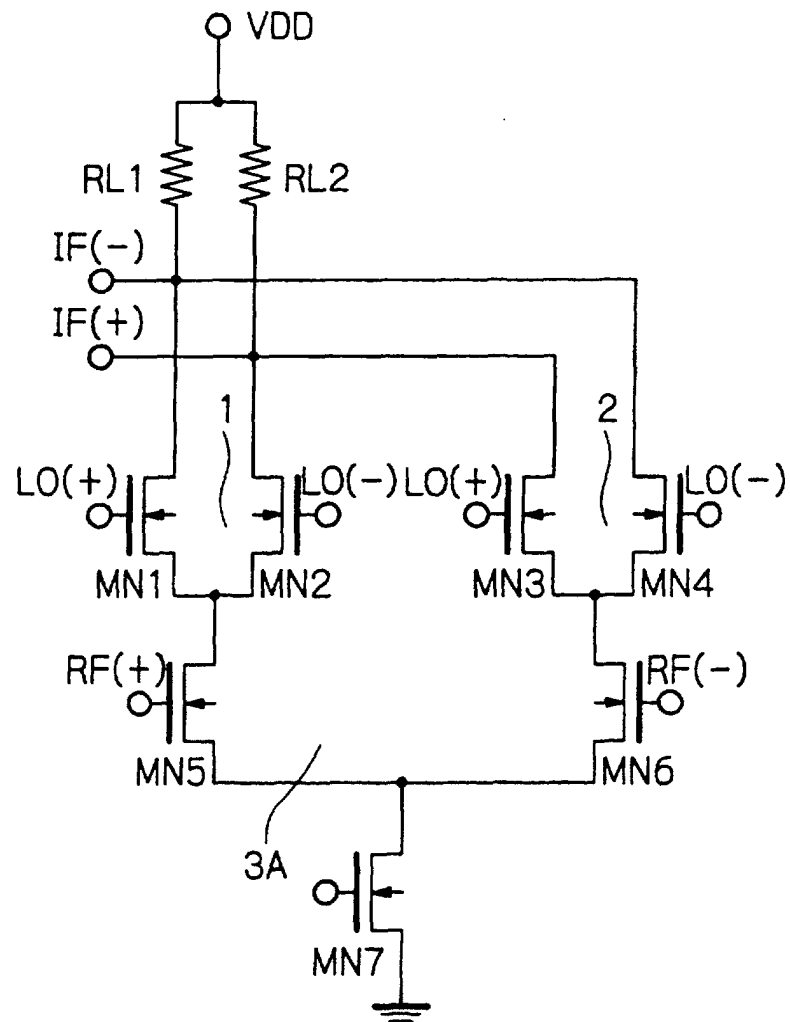 VDD
RL1 RL2
IF(-)
IF(+)
1 2
LO(+) LO(-) LO(+) LO(-)
MN1 MN2 MN3 MN4
RF(+) RF(-)
MN5 MN6
3A
MN7